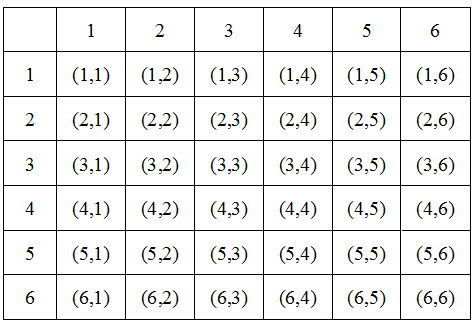 1 2 3 4 5 6
1 (1,1) (1,2) (1,3) (1,4) (1,5) (1,6)
2 (2,1) (2,2) (2,3) (2,4) (2,5) (2,6)
3 (3,1) (3,2) (3,3) (3,4) (3,5) (3,6)
4 (4,1) (4,2) (4,3) (4,4) (4,5) (4,6)
5 (5,1) (5,2) (5,3) (5,4) (5,5) (5,6)
6 (6,1) (6,2) (6,3) (6,4) (6,5) (6,6)